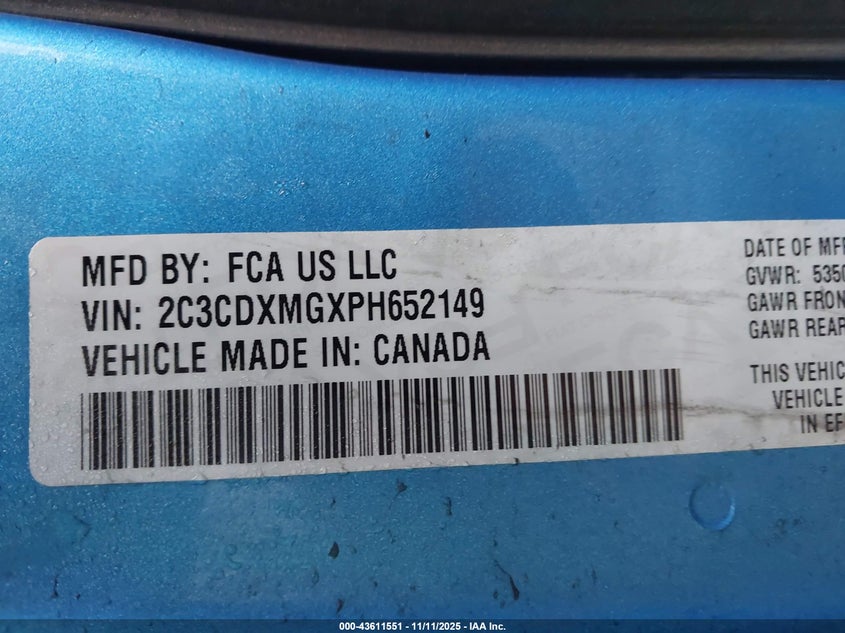 MFD BY: FCA US LLC
VIN: 2C3CDXMGXPH652149
VEHICLE MADE IN: CANADA
DATE OF MFR
GVWR: 5350
GAWR FRON
GAWR REAR
THIS VEHIC
VEHICLE
IN EF
000-43611551 - 11/11/2025 - IAA Inc.